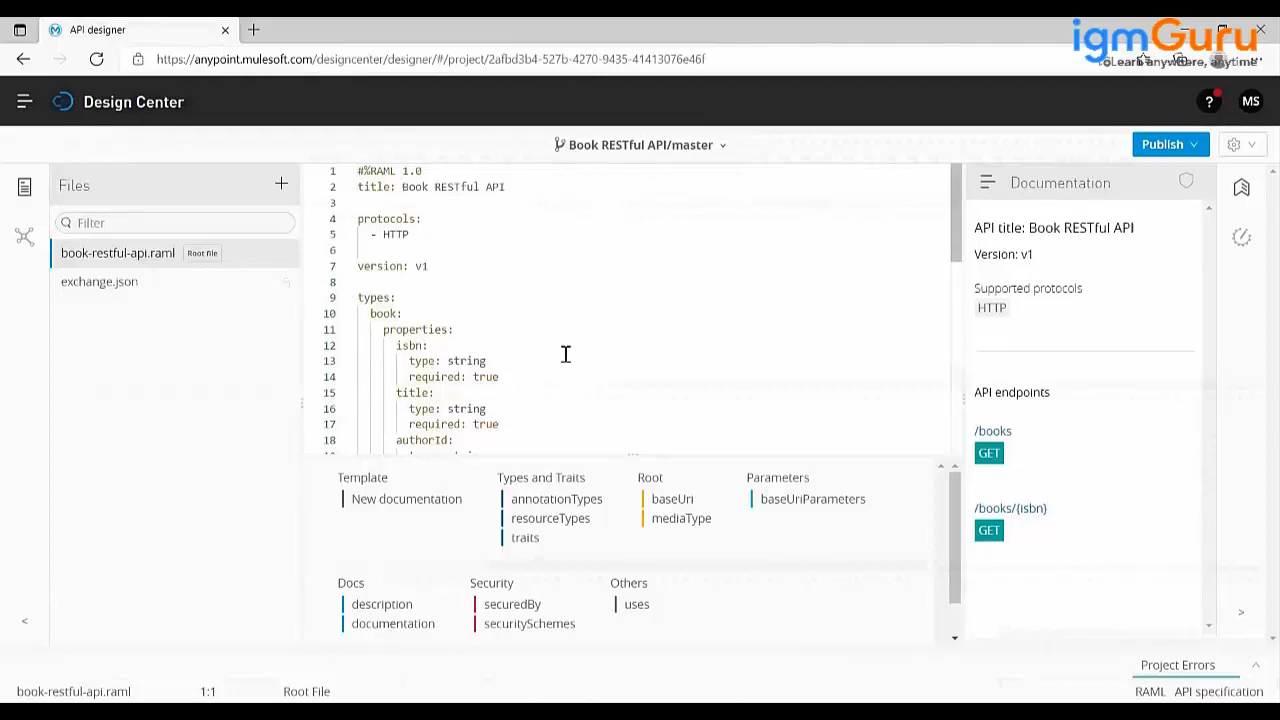 API designer
igmGuru
Learn anywhere, anytime
https://anypoint.mulesoft.com/designcenter/designer/#/project/2afbd3b4-527b-4270-9435-41413076e46f
Design Center
?
MS
Book RESTful API/master
Publish
Files
Filter
book-restful-api.raml Root file
exchange.json
1 #%RAML 1.0
2 title: Book RESTful API
3
4 protocols:
5 - HTTP
6
7 version: v1
8
9 types:
10 book:
11 properties:
12 isbn:
13 type: string
14 required: true
15 title:
16 type: string
17 required: true
18 authorId:
Template
New documentation
Types and Traits
annotationTypes
resourceTypes
traits
Root
baseUri
mediaType
Parameters
baseUriParameters
Docs
description
documentation
Security
securedBy
securitySchemes
Others
uses
Documentation
API title: Book RESTful API
Version: v1
Supported protocols
HTTP
API endpoints
/books
GET
/books/{isbn}
GET
Project Errors
book-restful-api.raml 1:1 Root File
RAML API specification